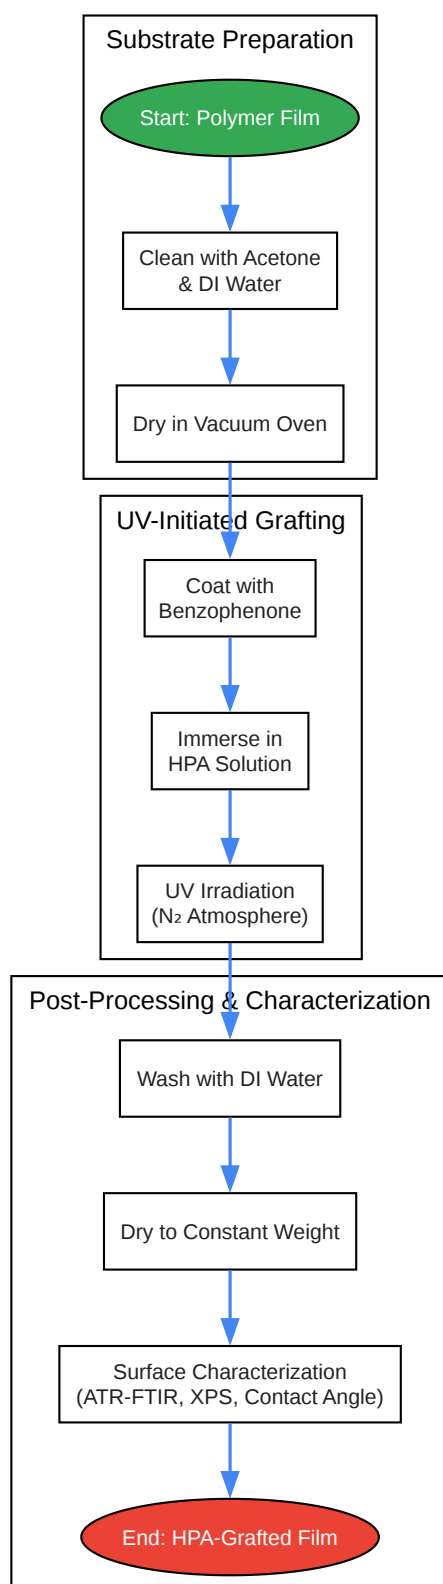 Substrate Preparation
Start: Polymer Film
Clean with Acetone
& DI Water
Dry in Vacuum Oven
UV-Initiated Grafting
Coat with
Benzophenone
Immerse in
HPA Solution
UV Irradiation
(N₂ Atmosphere)
Post-Processing & Characterization
Wash with DI Water
Dry to Constant Weight
Surface Characterization
(ATR-FTIR, XPS, Contact Angle)
End: HPA-Grafted Film